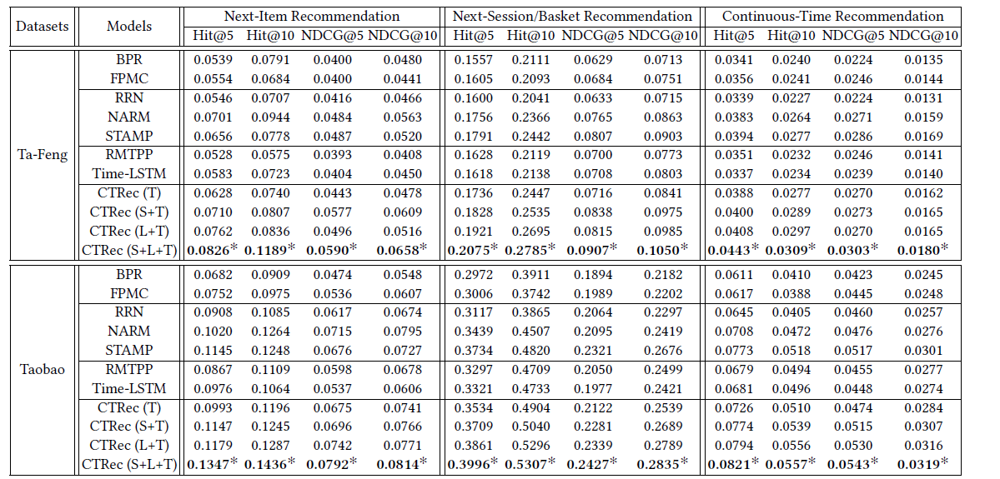 Datasets Models Next-Item Recommendation Next-Session/Basket Recommendation Continuous-Time Recommendation
Hit@5 Hit@10 NDCG@5 NDCG@10 Hit@5 Hit@10 NDCG@5 NDCG@10 Hit@5 Hit@10 NDCG@5 NDCG@10
Ta-Feng
BPR 0.0539 0.0791 0.0400 0.0480 0.1557 0.2111 0.0629 0.0713 0.0341 0.0240 0.0224 0.0135
FPMC 0.0554 0.0684 0.0400 0.0441 0.1605 0.2093 0.0684 0.0751 0.0356 0.0241 0.0246 0.0144
RRN 0.0546 0.0707 0.0416 0.0466 0.1600 0.2041 0.0633 0.0715 0.0339 0.0227 0.0224 0.0131
NARM 0.0701 0.0944 0.0484 0.0563 0.1756 0.2366 0.0765 0.0863 0.0383 0.0264 0.0271 0.0159
STAMP 0.0656 0.0778 0.0487 0.0520 0.1791 0.2442 0.0807 0.0903 0.0394 0.0277 0.0286 0.0169
RMTPP 0.0528 0.0575 0.0393 0.0408 0.1628 0.2119 0.0700 0.0773 0.0351 0.0232 0.0246 0.0141
Time-LSTM 0.0583 0.0723 0.0404 0.0450 0.1618 0.2138 0.0708 0.0803 0.0337 0.0234 0.0239 0.0140
CTRec (T) 0.0628 0.0740 0.0443 0.0478 0.1736 0.2447 0.0716 0.0841 0.0388 0.0277 0.0270 0.0162
CTRec (S+T) 0.0710 0.0807 0.0577 0.0609 0.1828 0.2535 0.0838 0.0975 0.0400 0.0289 0.0273 0.0165
CTRec (L+T) 0.0762 0.0836 0.0496 0.0516 0.1921 0.2695 0.0815 0.0985 0.0408 0.0297 0.0270 0.0165
CTRec (S+L+T) 0.0826* 0.1189* 0.0590* 0.0658* 0.2075* 0.2785* 0.0907* 0.1050* 0.0443* 0.0309* 0.0303* 0.0180*
Taobao
BPR 0.0682 0.0909 0.0474 0.0548 0.2972 0.3911 0.1894 0.2182 0.0611 0.0410 0.0423 0.0245
FPMC 0.0752 0.0975 0.0536 0.0607 0.3006 0.3742 0.1989 0.2202 0.0617 0.0388 0.0445 0.0248
RRN 0.0908 0.1085 0.0617 0.0674 0.3117 0.3865 0.2064 0.2297 0.0645 0.0405 0.0460 0.0257
NARM 0.1020 0.1264 0.0715 0.0795 0.3439 0.4507 0.2095 0.2419 0.0708 0.0472 0.0476 0.0276
STAMP 0.1145 0.1248 0.0676 0.0727 0.3734 0.4820 0.2321 0.2676 0.0773 0.0518 0.0517 0.0301
RMTPP 0.0867 0.1109 0.0598 0.0678 0.3297 0.4709 0.2050 0.2499 0.0679 0.0494 0.0455 0.0277
Time-LSTM 0.0976 0.1064 0.0537 0.0606 0.3321 0.4733 0.1977 0.2421 0.0681 0.0496 0.0448 0.0274
CTRec (T) 0.0993 0.1196 0.0675 0.0741 0.3534 0.4904 0.2122 0.2539 0.0726 0.0510 0.0474 0.0284
CTRec (S+T) 0.1147 0.1245 0.0696 0.0766 0.3709 0.5040 0.2281 0.2689 0.0774 0.0539 0.0515 0.0307
CTRec (L+T) 0.1179 0.1287 0.0742 0.0771 0.3861 0.5296 0.2339 0.2789 0.0794 0.0556 0.0530 0.0316
CTRec (S+L+T) 0.1347* 0.1436* 0.0792* 0.0814* 0.3996* 0.5307* 0.2427* 0.2835* 0.0821* 0.0557* 0.0543* 0.0319*